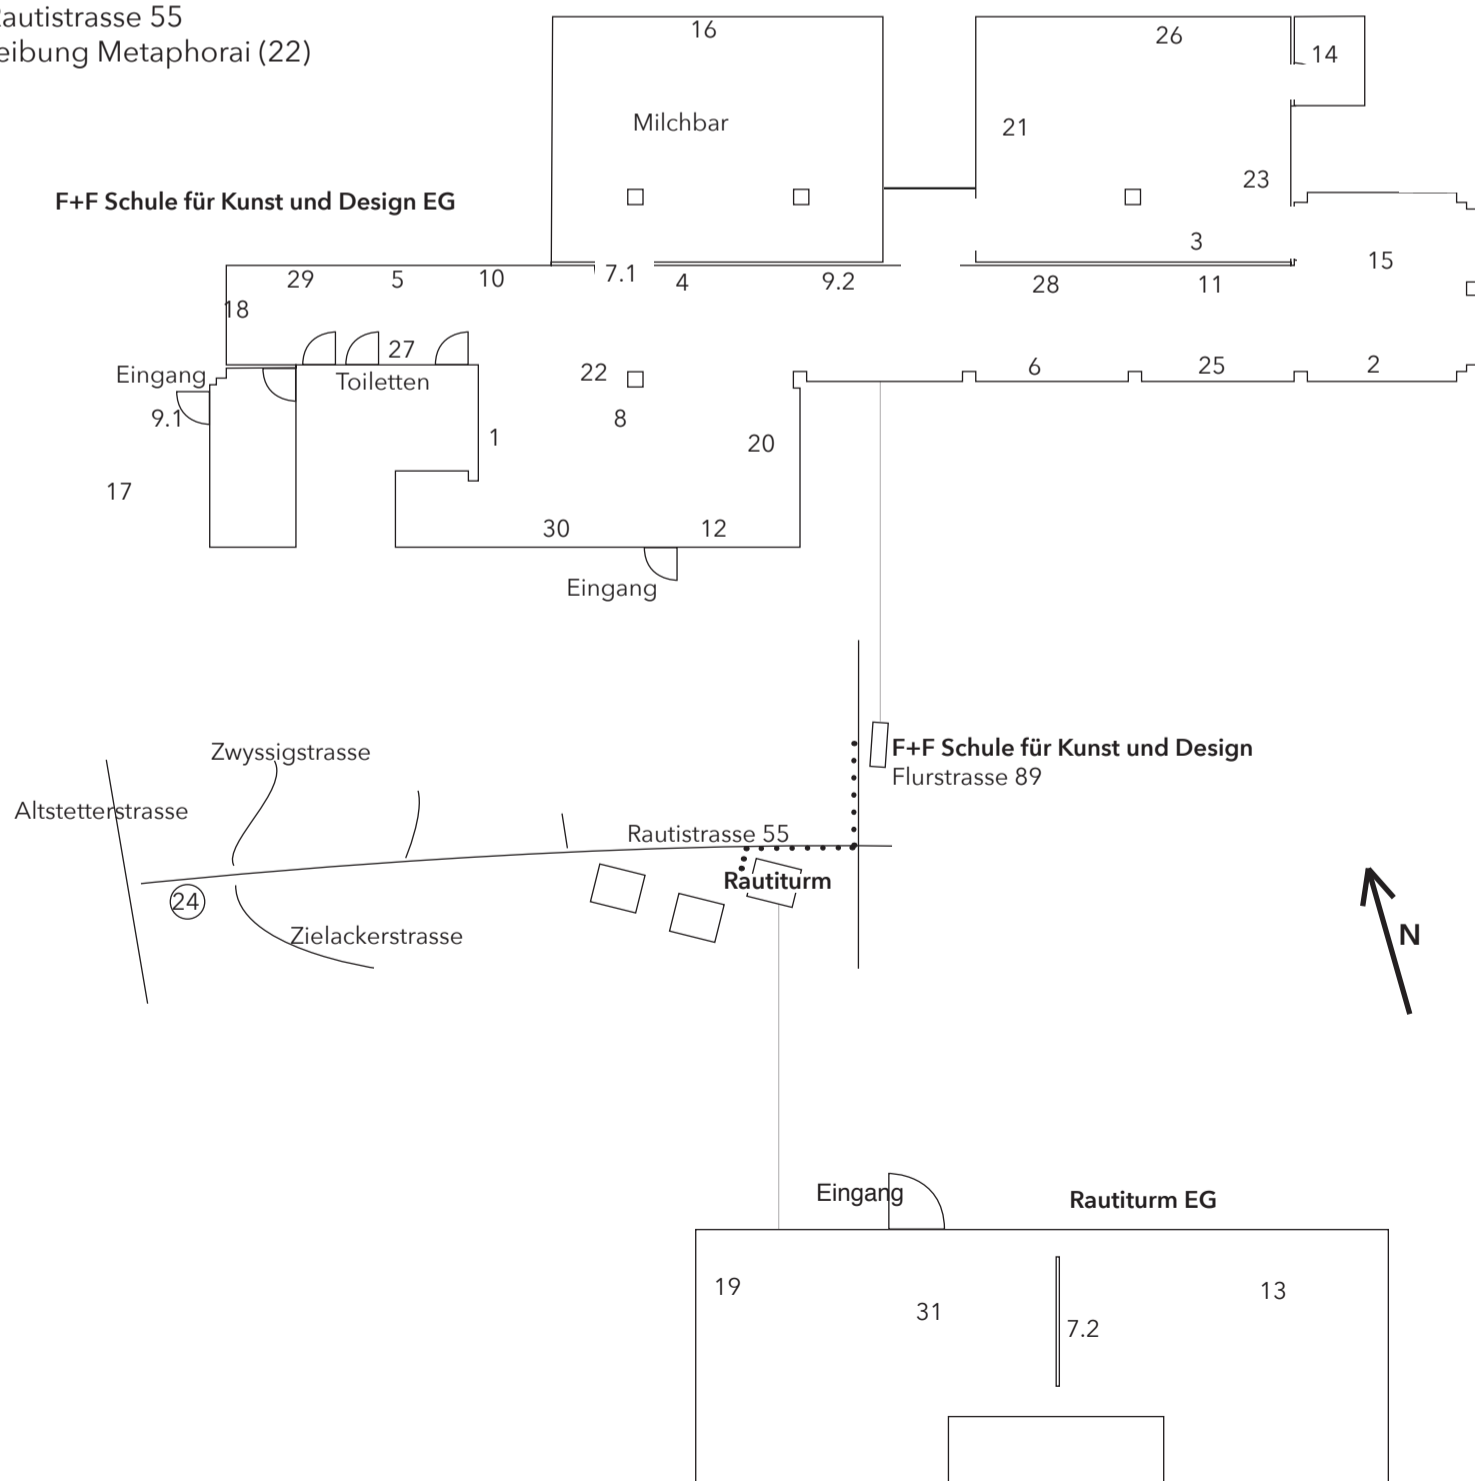 Rautistrasse 55
eibung Metaphorai (22)
16
26
14
Milchbar
21
23
F+F Schule für Kunst und Design EG
3
15
29
5
10
7.1
4
9.2
28
11
18
27
Eingang
Toiletten
22
6
25
2
9.1
8
1
20
17
30
12
Eingang
Zwyssigstrasse
F+F Schule für Kunst und Design
Flurstrasse 89
Altstetterstrasse
Rautistrasse 55
Rautiturm
24
Zielackerstrasse
N
Eingang
Rautiturm EG
19
13
31
7.2